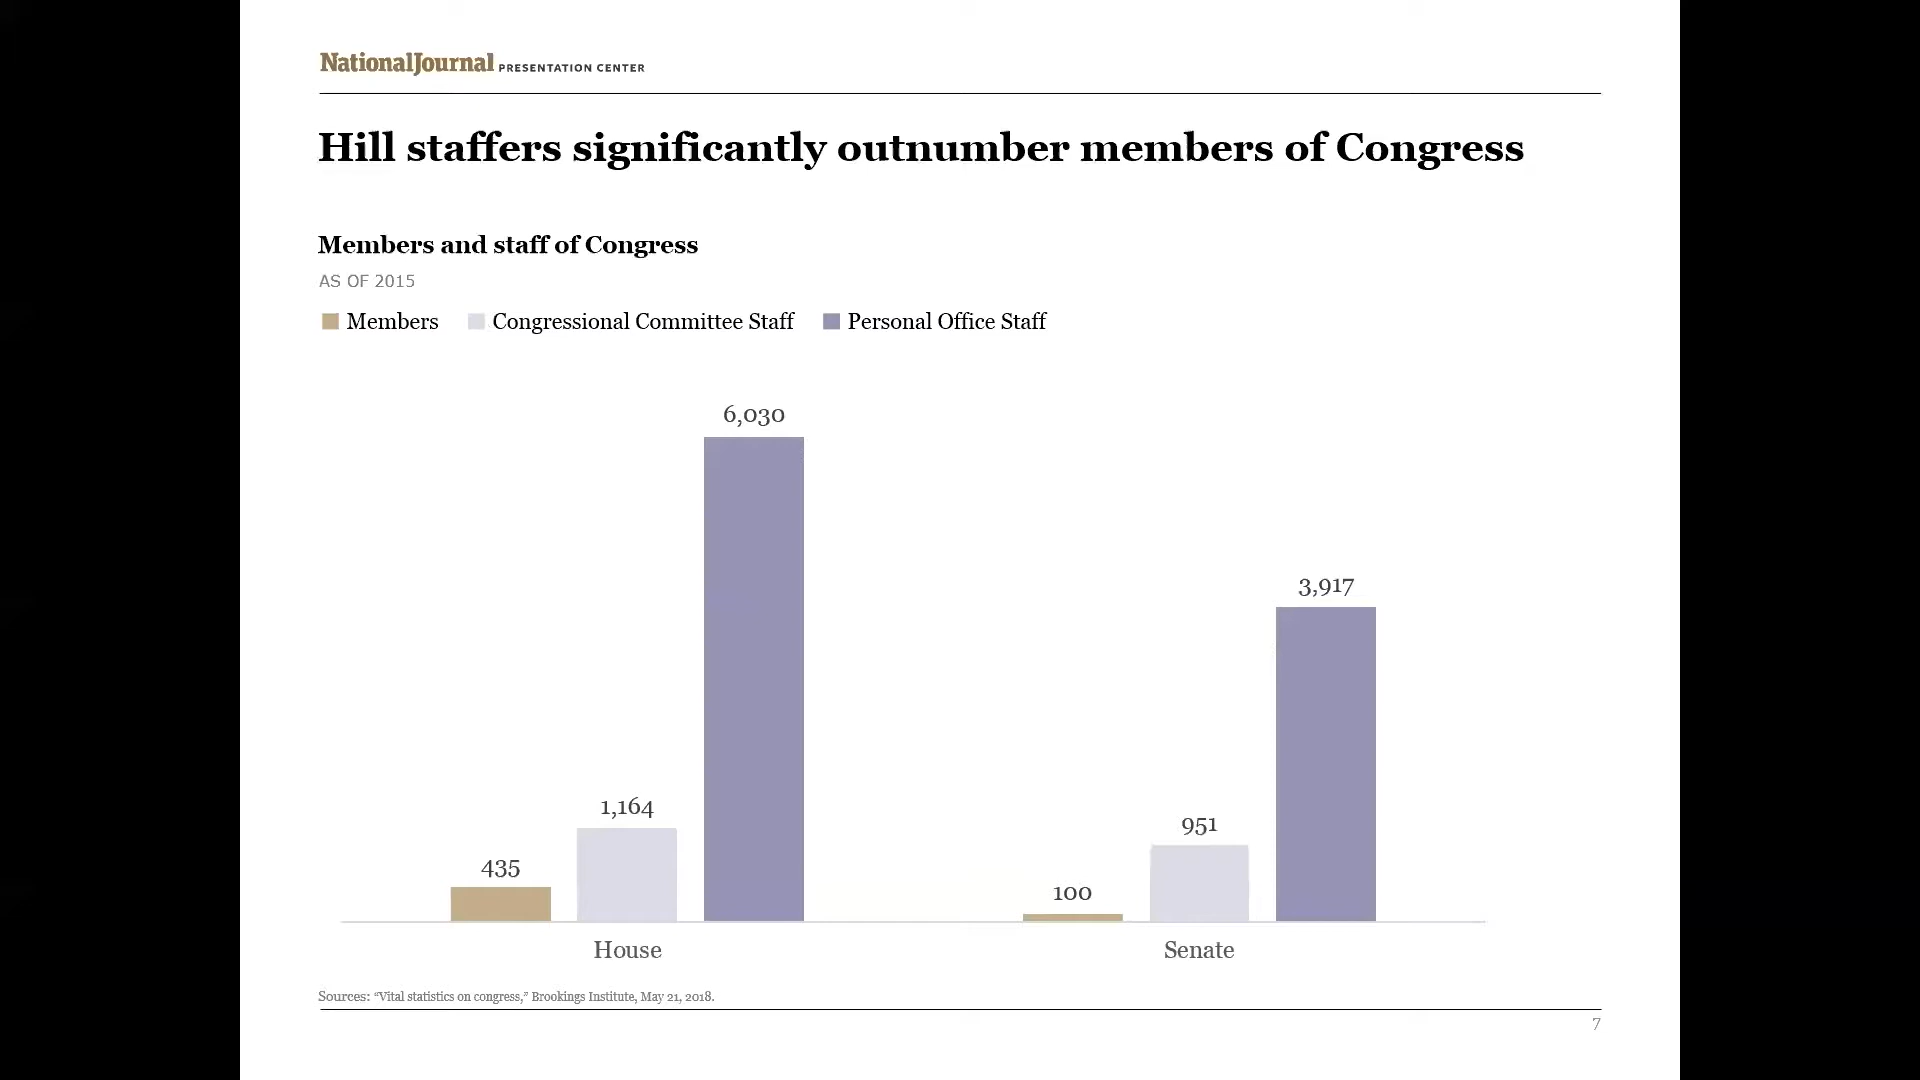 NationalJournal PRESENTATION CENTER
Hill staffers significantly outnumber members of Congress
Members and staff of Congress
AS OF 2015
Members Congressional Committee Staff Personal Office Staff
6,030
3,917
1,164
951
435
100
House Senate
Sources: “Vital statistics on congress,” Brookings Institute, May 21, 2018.
7